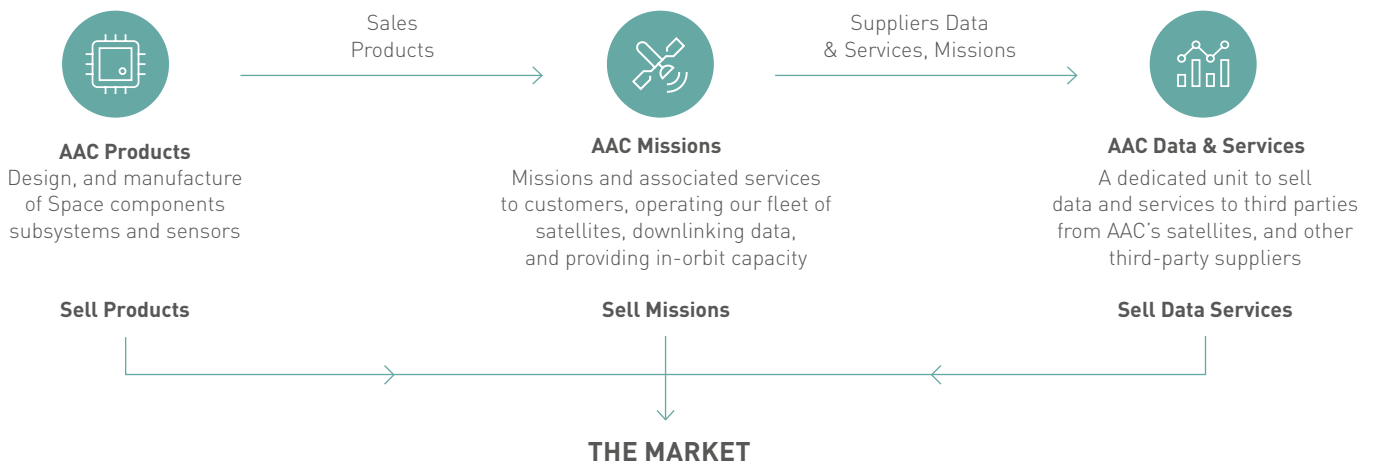 Sales
Products
Suppliers Data
& Services, Missions
AAC Products
Design, and manufacture
of Space components
subsystems and sensors
AAC Missions
Missions and associated services
to customers, operating our fleet of
satellites, downlinking data,
and providing in-orbit capacity
AAC Data & Services
A dedicated unit to sell
data and services to third parties
from AAC's satellites, and other
third-party suppliers
Sell Products
Sell Missions
Sell Data Services
THE MARKET